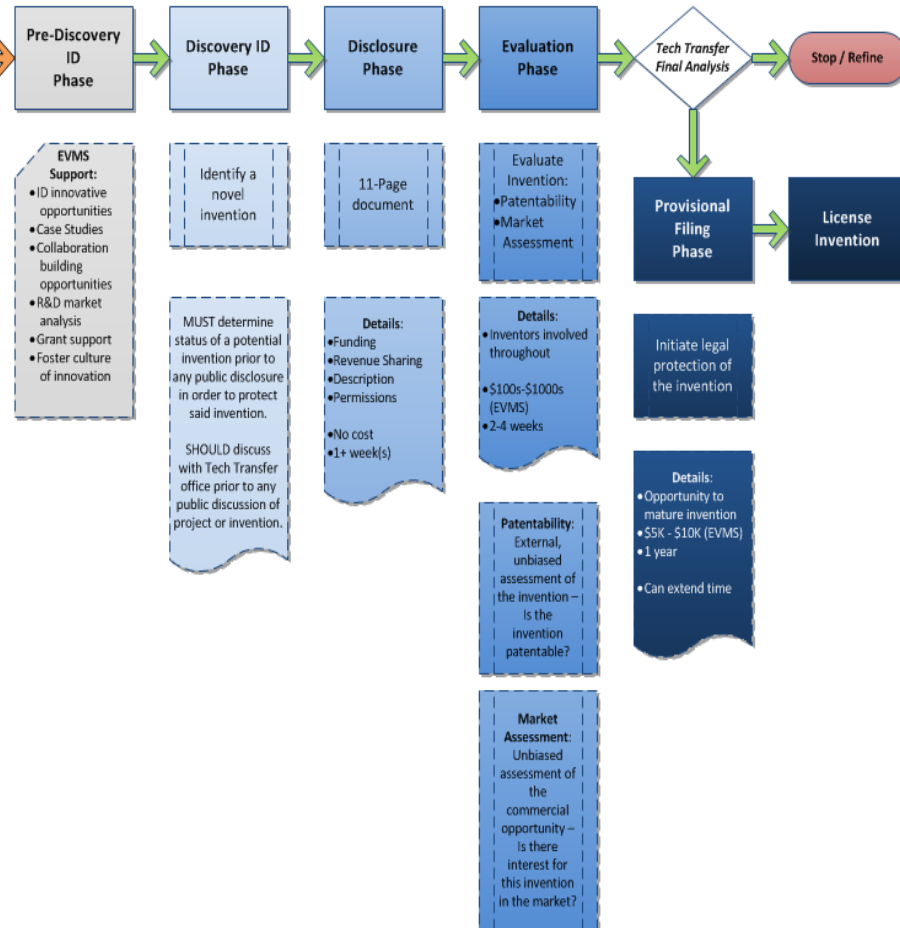 Pre-Discovery
ID
Phase
Discovery ID
Phase
Disclosure
Phase
Evaluation
Phase
Tech Transfer
Final Analysis
Stop / Refine
EVMS
Support:
•ID innovative
opportunities
•Case Studies
•Collaboration
building
opportunities
•R&D market
analysis
•Grant support
•Foster culture
of innovation
Identify a
novel
invention
MUST determine
status of a potential
invention prior to
any public disclosure
in order to protect
said invention.
SHOULD discuss
with Tech Transfer
office prior to any
public discussion of
project or invention.
11-Page
document
Details:
•Funding
•Revenue Sharing
•Description
•Permissions
•No cost
•1+ week(s)
Evaluate
Invention:
•Patentability
•Market
Assessment
Details:
•Inventors involved
throughout
•$100s-$1000s
(EVMS)
•2-4 weeks
Patentability:
External,
unbiased
assessment of
the invention –
Is the
invention
patentable?
Market
Assessment:
Unbiased
assessment of
the
commercial
opportunity –
Is there
interest for
this invention
in the market?
Provisional
Filing
Phase
License
Invention
Initiate legal
protection of
the invention
Details:
•Opportunity to
mature invention
•$5K - $10K (EVMS)
•1 year
•Can extend time